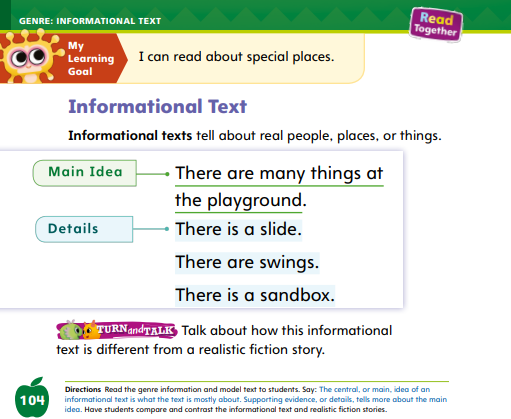 GENRE: INFORMATIONAL TEXT
Read
Together
My
Learning
Goal
I can read about special places.
Informational Text
Informational texts tell about real people, places, or things.
Main Idea
There are many things at
the playground.
Details
There is a slide.
There are swings.
There is a sandbox.
TURN and TALK Talk about how this informational
text is different from a realistic fiction story.
104
Directions Read the genre information and model text to students. Say: The central, or main, idea of an
informational text is what the text is mostly about. Supporting evidence, or details, tells more about the main
idea. Have students compare and contrast the informational text and realistic fiction stories.